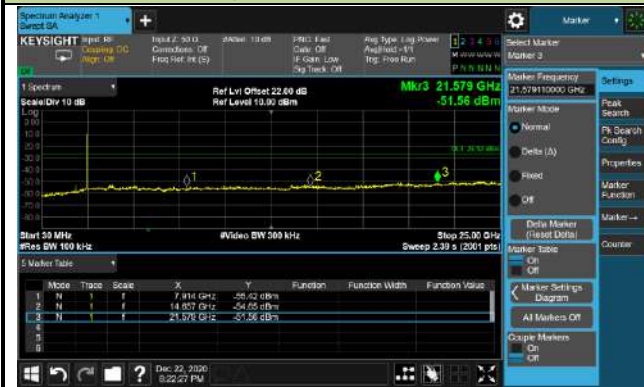 Spectrum Analyzer 1
Swept SA
Marker
KEYSIGHT Input: RF
Coupling: DC
Align: Off
Input Z: 50 Ω
Corrections: Off
Freq Ref: Int (S)
#Atten: 10 dB
PNO: Fast
Gate: Off
IF Gain: Low
Sig Track: Off
Avg Type: Log-Power
Avg|Hold: >1/1
Trig: Free Run
1 2 3 4 5 6
M W W W W W
P N N N N N
Select Marker
Marker 3
1 Spectrum
Scale/Div 10 dB
Log
Ref Lvl Offset 22.00 dB
Ref Level 10.00 dBm
Mkr3 21.579 GHz
-51.56 dBm
1
2
3
Start 30 MHz
#Res BW 100 kHz
#Video BW 300 kHz
Stop 25.00 GHz
Sweep 2.39 s (2001 pts)
5 Marker Table
Mode Trace Scale X Y Function Function Width Function Value
1 N 1 f 7.914 GHz -55.42 dBm
2 N 1 f 14.857 GHz -54.65 dBm
3 N 1 f 21.579 GHz -51.56 dBm
4
5
6
Marker Frequency
21.579110000 GHz
Marker Mode
Normal
Delta (Δ)
Fixed
Off
Delta Marker
(Reset Delta)
Marker Table
On
Off
Marker Settings
Diagram
All Markers Off
Couple Markers
On
Off
Settings
Peak
Search
Pk Search
Config
Properties
Marker
Function
Marker→
Counter
Dec 22, 2020
8:22:27 PM